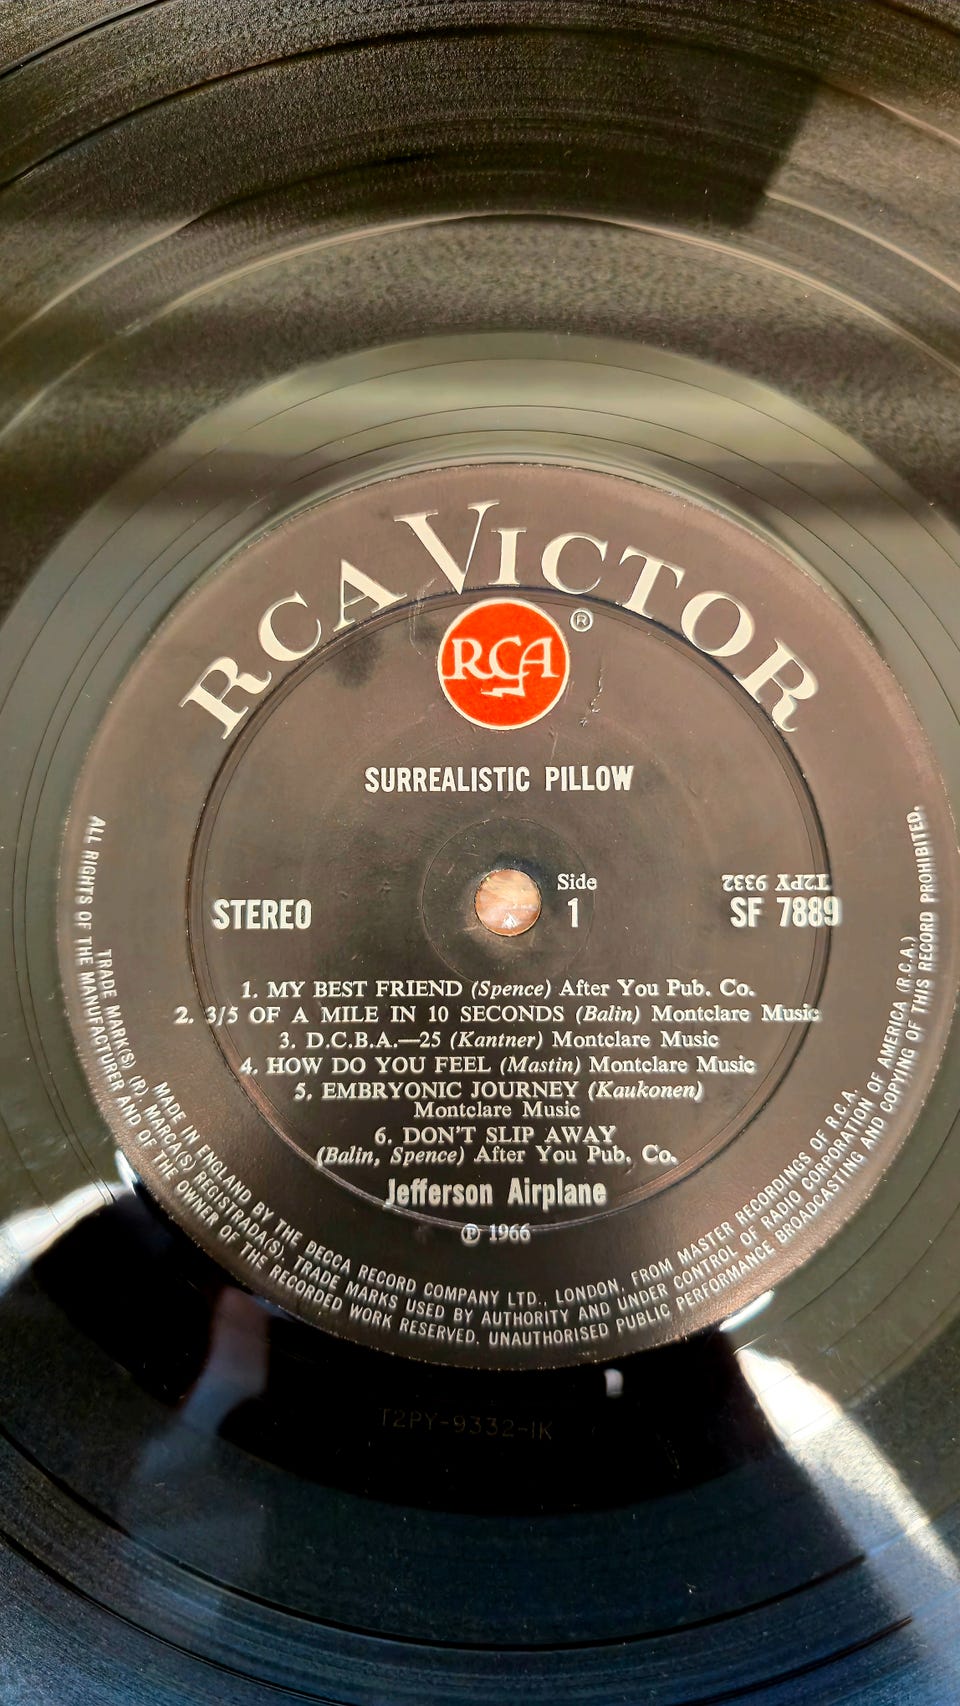 RCA VICTOR
RCA ®
SURREALISTIC PILLOW
STEREO
Side
1
T2PY 9332
SF 7889
1. MY BEST FRIEND (Spence) After You Pub. Co.
2. 3/5 OF A MILE IN 10 SECONDS (Balin) Montclare Music
3. D.C.B.A.—25 (Kantner) Montclare Music
4. HOW DO YOU FEEL (Mastin) Montclare Music
5. EMBRYONIC JOURNEY (Kaukonen)
Montclare Music
6. DON'T SLIP AWAY
(Balin, Spence) After You Pub. Co.
Jefferson Airplane
℗ 1966
MADE IN ENGLAND BY THE DECCA RECORD COMPANY LTD., LONDON, FROM MASTER RECORDINGS OF R.C.A.
TRADE MARK(S) (R). MARCA(S) REGISTRADA(S). TRADE MARKS USED BY AUTHORITY AND UNDER CONTROL OF RADIO CORPORATION OF AMERICA (R.C.A.)
ALL RIGHTS OF THE MANUFACTURER AND OF THE OWNER OF THE RECORDED WORK RESERVED. UNAUTHORISED PUBLIC PERFORMANCE BROADCASTING AND COPYING OF THIS RECORD PROHIBITED.
T2PY-9332-1K